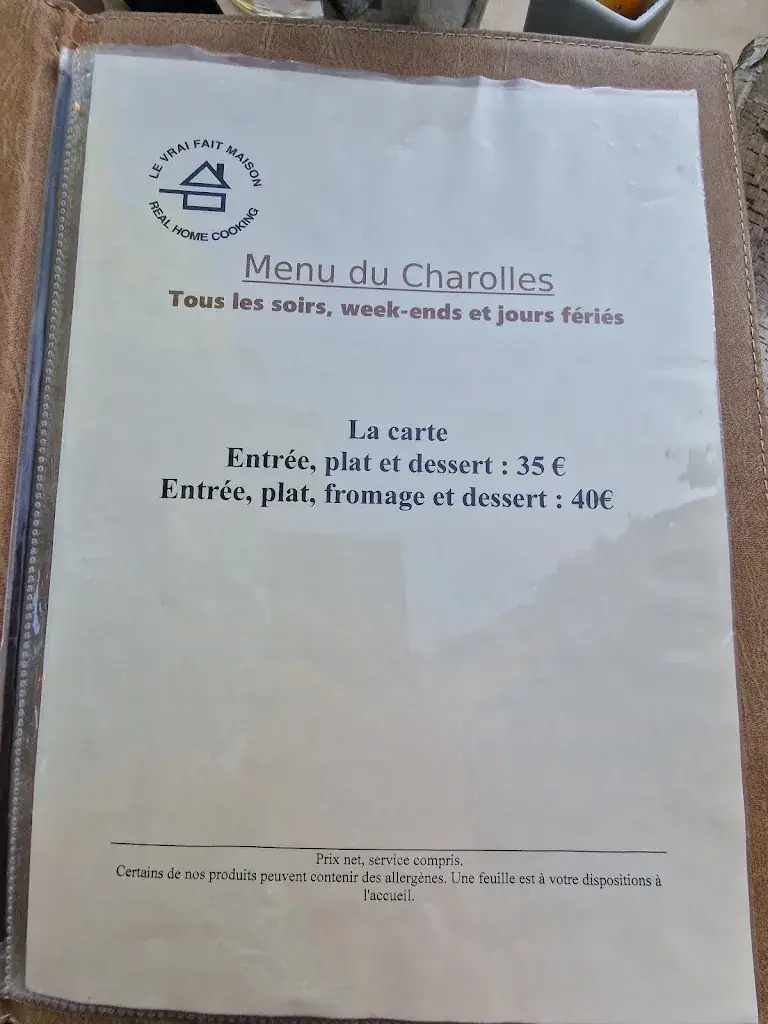 LE VRAI FAIT MAISON
REAL HOME COOKING
Menu du Charolles
Tous les soirs, week-ends et jours fériés
La carte
Entrée, plat et dessert : 35 €
Entrée, plat, fromage et dessert : 40€
Prix net, service compris.
Certains de nos produits peuvent contenir des allergènes. Une feuille est à votre dispositions à
l'accueil.